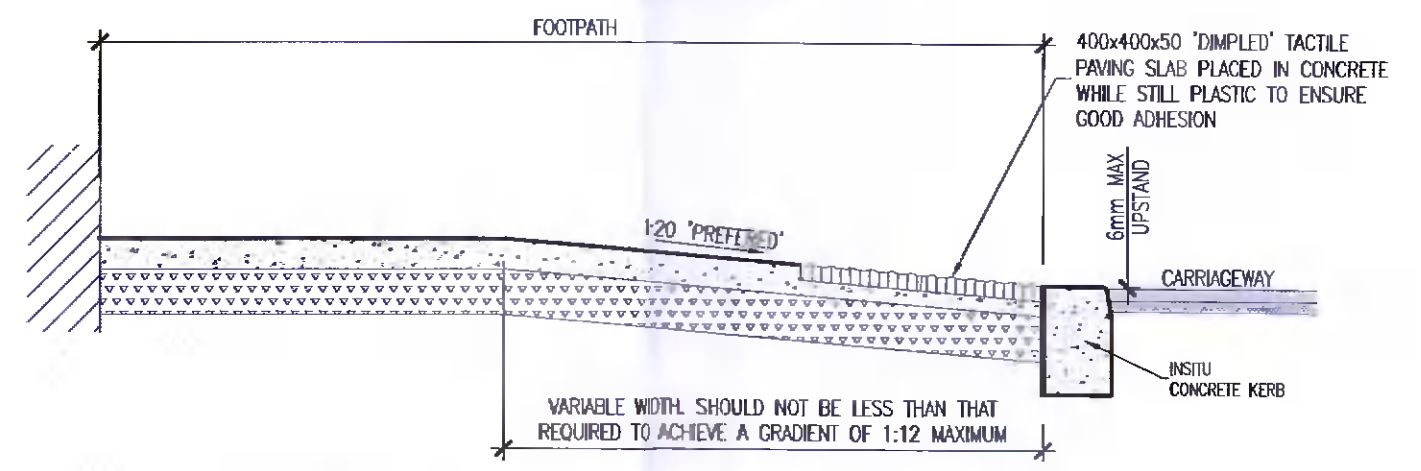 FOOTPATH
400x400x50 'DIMPLED' TACTILE
PAVING SLAB PLACED IN CONCRETE
WHILE STILL PLASTIC TO ENSURE
GOOD ADHESION
6mm MAX
UPSTAND
1:20 'PREFERED'
CARRIAGEWAY
INSITU
CONCRETE KERB
VARIABLE WIDTH. SHOULD NOT BE LESS THAN THAT
REQUIRED TO ACHIEVE A GRADIENT OF 1:12 MAXIMUM